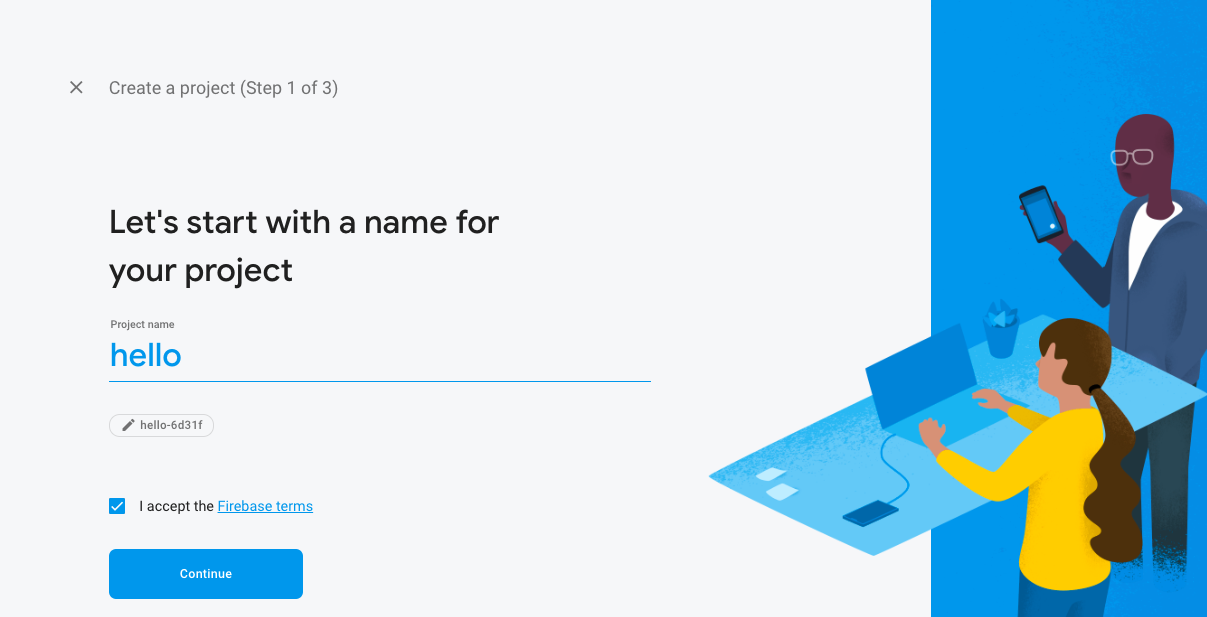 Create a project (Step 1 of 3)
Let's start with a name for
your project
Project name
hello
hello-6d31f
I accept the Firebase terms
Continue